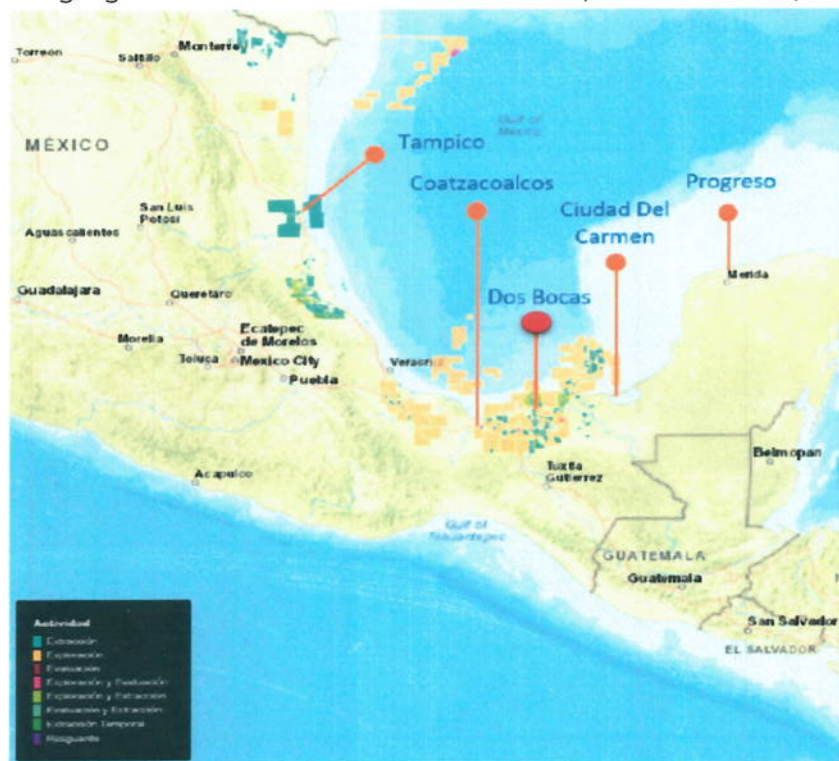 Monterrey
Torreon
Saltillo
Gulf of
Mexico
MÉXICO
Tampico
Coatzacoalcos
Progreso
San Luis
Potosi
Ciudad Del
Carmen
Aguascalientes
Merida
Guadalajara
Queretaro
Dos Bocas
Ecatepec
de Morelos
Morelia
Toluca
Mexico City
Veracruz
Puebla
Belmopan
Tuxtla
Gutierrez
Acapulco
Gulf of
Tehuantepec
GUATEMALA
Guatemala
San Salvador
EL SALVADOR
Actividad
Extracción
Exploración
Evaluación
Exploración y Evaluación
Exploración y Extracción
Evaluación y Extracción
Extracción Temporal
Resguardo